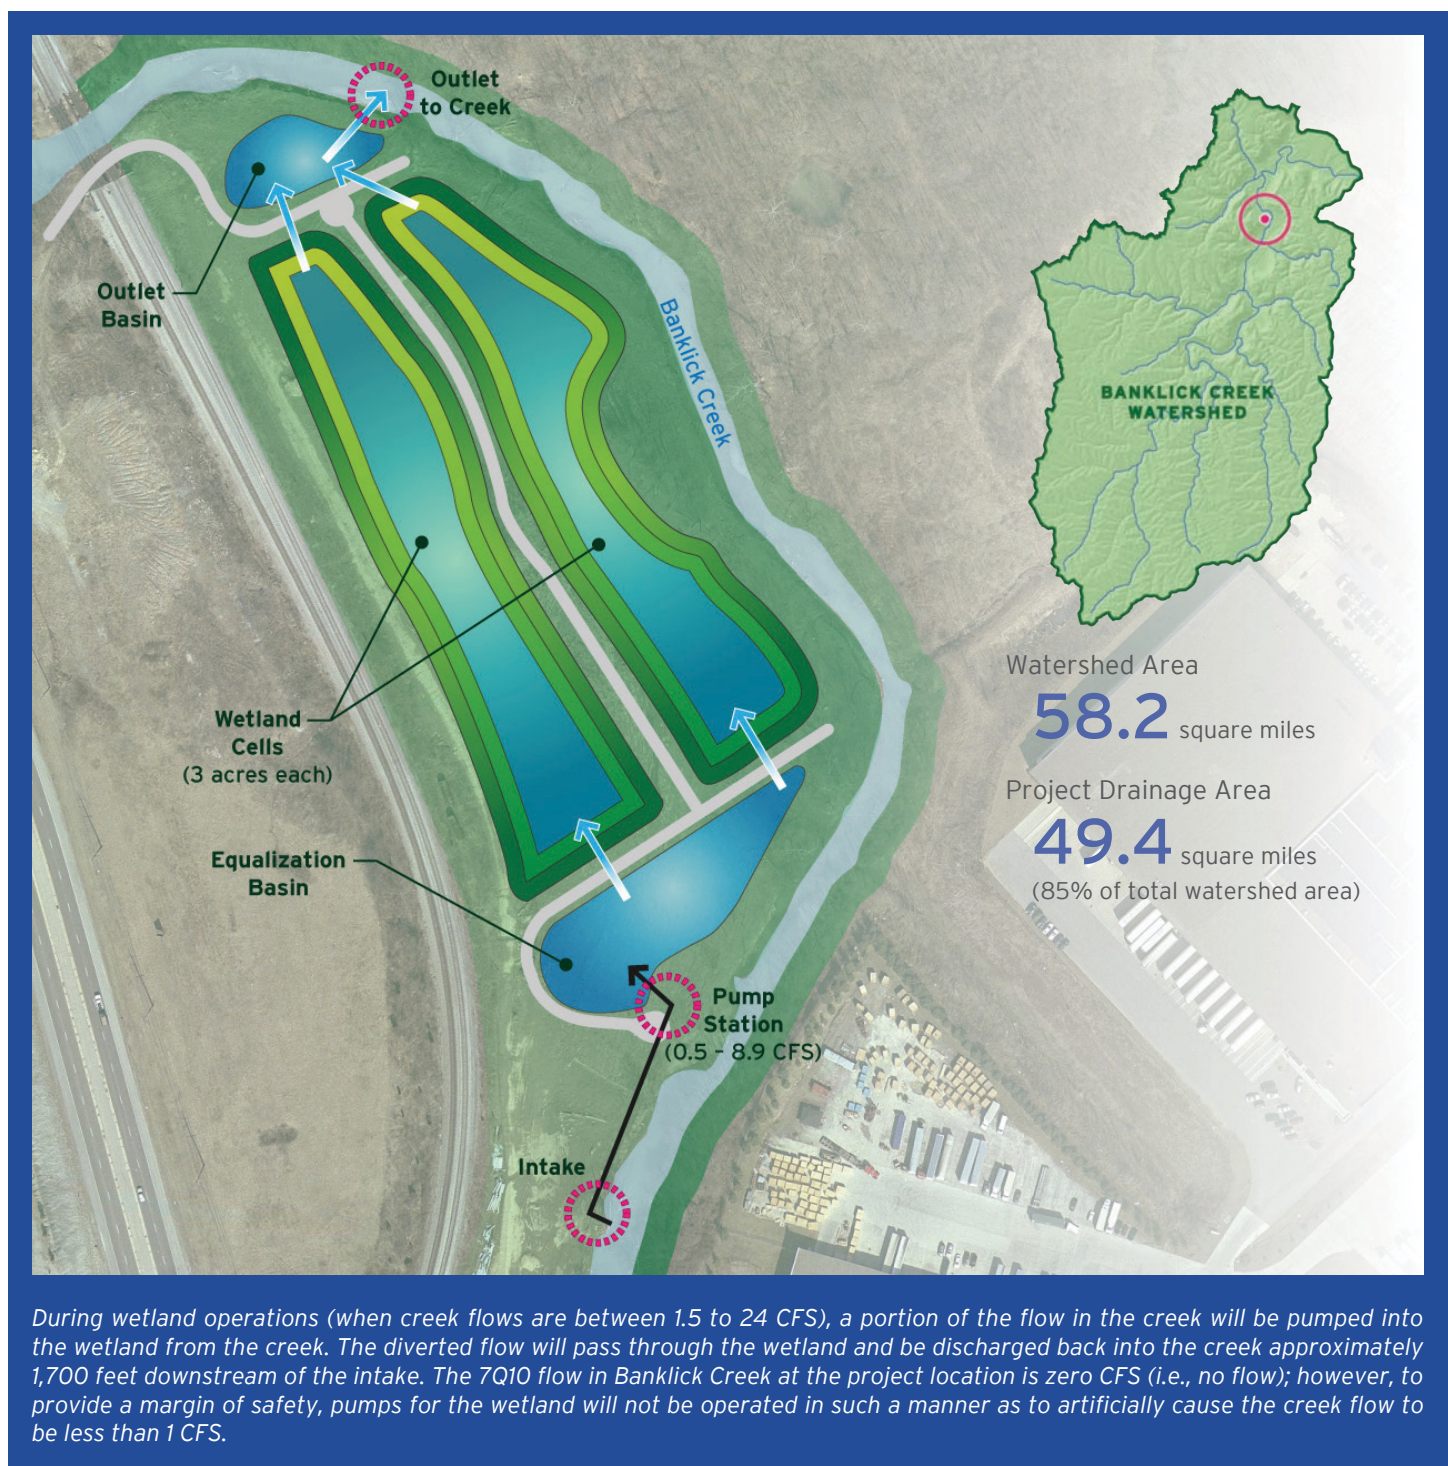 Outlet
to Creek
Outlet
Basin
Banklick Creek
BANKLICK CREEK
WATERSHED
Wetland
Cells
(3 acres each)
Watershed Area
58.2 square miles
Project Drainage Area
49.4 square miles
(85% of total watershed area)
Equalization
Basin
Pump
Station
(0.5 – 8.9 CFS)
Intake
During wetland operations (when creek flows are between 1.5 to 24 CFS), a portion of the flow in the creek will be pumped into
the wetland from the creek. The diverted flow will pass through the wetland and be discharged back into the creek approximately
1,700 feet downstream of the intake. The 7Q10 flow in Banklick Creek at the project location is zero CFS (i.e., no flow); however, to
provide a margin of safety, pumps for the wetland will not be operated in such a manner as to artificially cause the creek flow to
be less than 1 CFS.